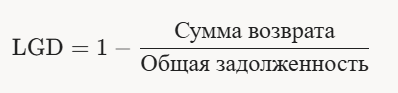 LGD = 1 − Сумма возврата
Общая задолженность